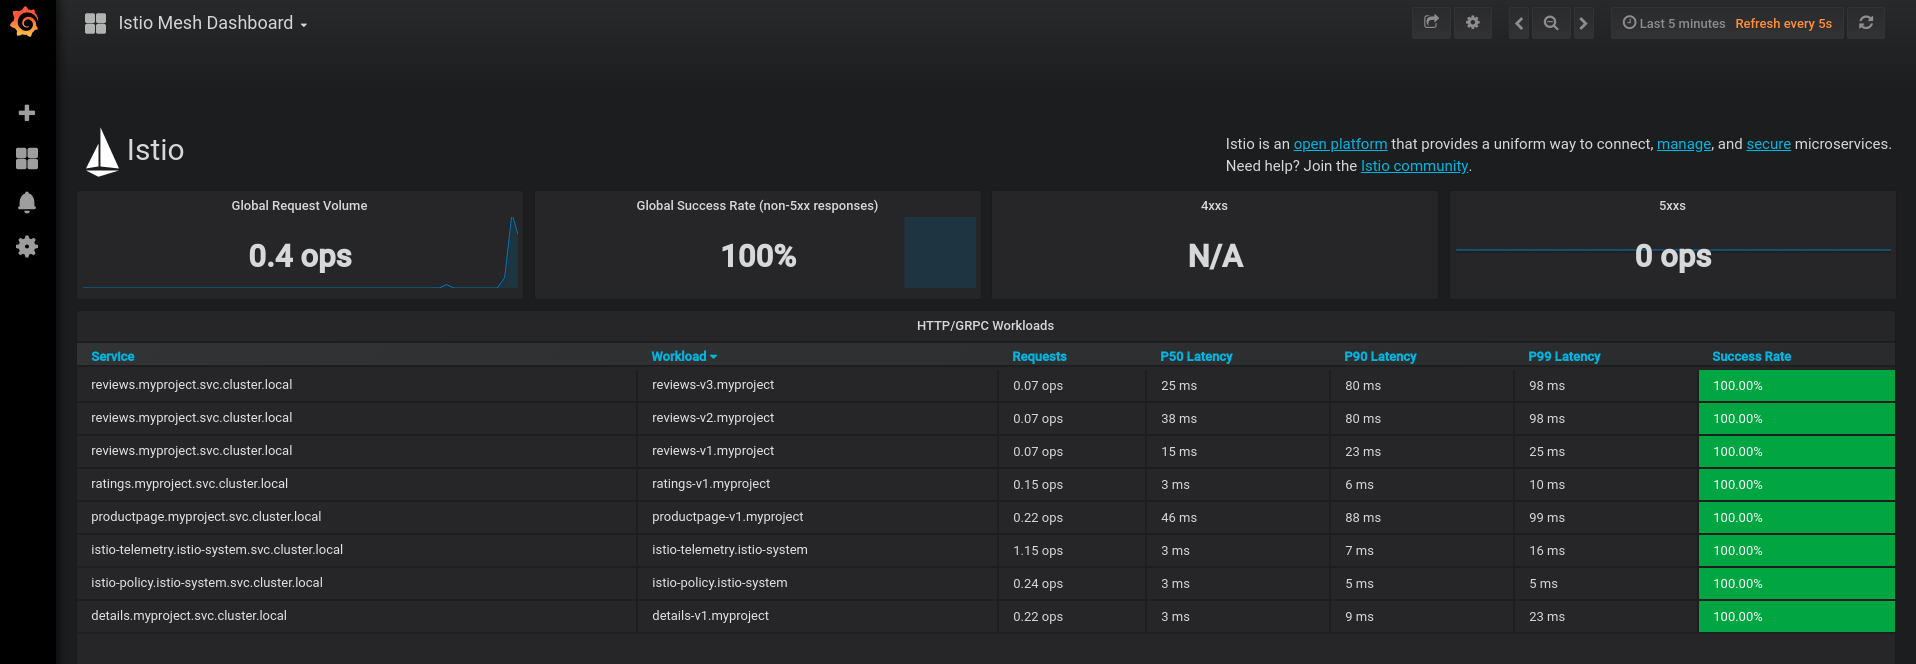 Istio Mesh Dashboard
Last 5 minutes Refresh every 5s
Istio
Istio is an open platform that provides a uniform way to connect, manage, and secure microservices.
Need help? Join the Istio community.
Global Request Volume
0.4 ops
Global Success Rate (non-5xx responses)
100%
4xxs
N/A
5xxs
0 ops
HTTP/GRPC Workloads
Service Workload Requests P50 Latency P90 Latency P99 Latency Success Rate
reviews.myproject.svc.cluster.local reviews-v3.myproject 0.07 ops 25 ms 80 ms 98 ms 100.00%
reviews.myproject.svc.cluster.local reviews-v2.myproject 0.07 ops 38 ms 80 ms 98 ms 100.00%
reviews.myproject.svc.cluster.local reviews-v1.myproject 0.07 ops 15 ms 23 ms 25 ms 100.00%
ratings.myproject.svc.cluster.local ratings-v1.myproject 0.15 ops 3 ms 6 ms 10 ms 100.00%
productpage.myproject.svc.cluster.local productpage-v1.myproject 0.22 ops 46 ms 88 ms 99 ms 100.00%
istio-telemetry.istio-system.svc.cluster.local istio-telemetry.istio-system 1.15 ops 3 ms 7 ms 16 ms 100.00%
istio-policy.istio-system.svc.cluster.local istio-policy.istio-system 0.24 ops 3 ms 5 ms 5 ms 100.00%
details.myproject.svc.cluster.local details-v1.myproject 0.22 ops 3 ms 9 ms 23 ms 100.00%